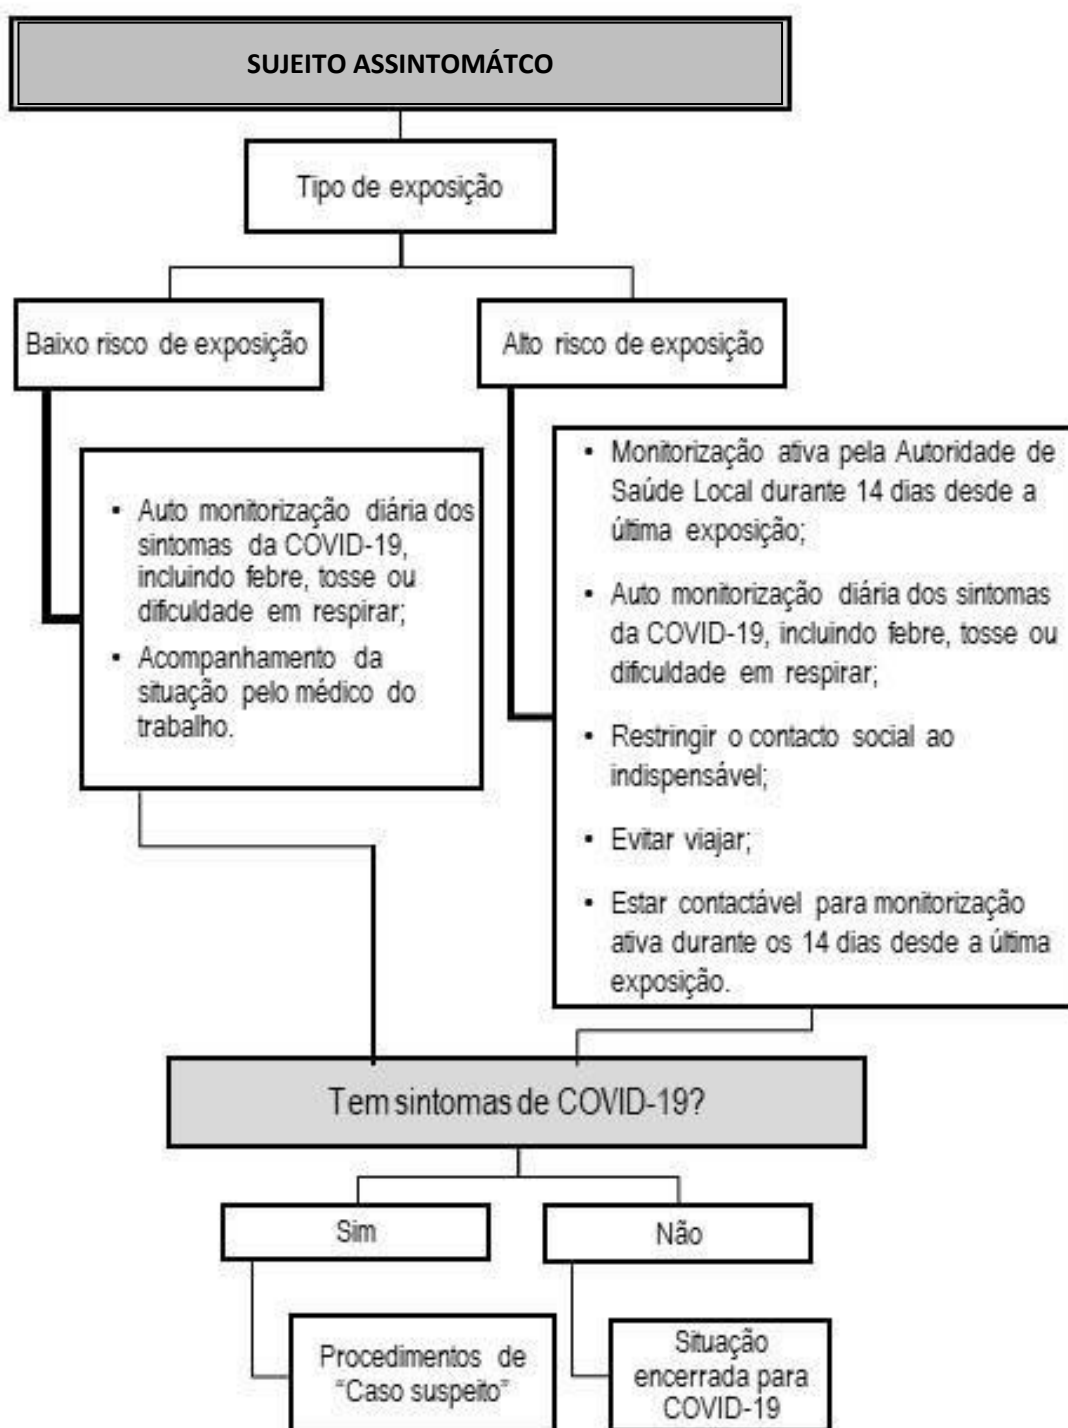 SUJEITO ASSINTOMÁTCO
Tipo de exposição
Baixo risco de exposição
Alto risco de exposição
• Auto monitorização diária dos
sintomas da COVID-19,
incluindo febre, tosse ou
dificuldade em respirar;
• Acompanhamento da
situação pelo médico do
trabalho.
• Monitorização ativa pela Autoridade de
Saúde Local durante 14 dias desde a
última exposição;
• Auto monitorização diária dos sintomas
da COVID-19, incluindo febre, tosse ou
dificuldade em respirar;
• Restringir o contacto social ao
indispensável;
• Evitar viajar;
• Estar contactável para monitorização
ativa durante os 14 dias desde a última
exposição.
Tem sintomas de COVID-19?
Sim
Não
Procedimentos de
“Caso suspeito”
Situação
encerrada para
COVID-19